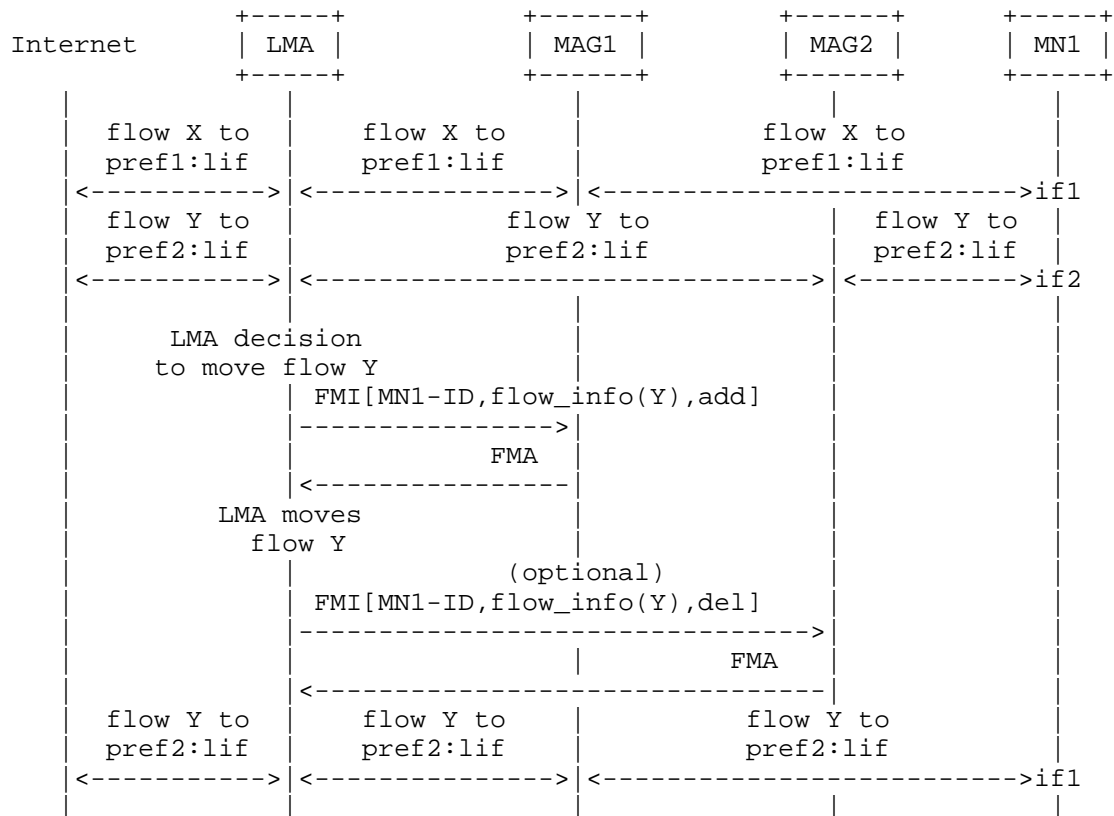 Internet LMA MAG1 MAG2 MN1
flow X to flow X to flow X to
pref1:lif pref1:lif pref1:lif
if1
flow Y to flow Y to flow Y to
pref2:lif pref2:lif pref2:lif
if2
LMA decision
to move flow Y
FMI[MN1-ID,flow_info(Y),add]
FMA
LMA moves
flow Y
(optional)
FMI[MN1-ID,flow_info(Y),del]
FMA
flow Y to flow Y to flow Y to
pref2:lif pref2:lif pref2:lif
if1